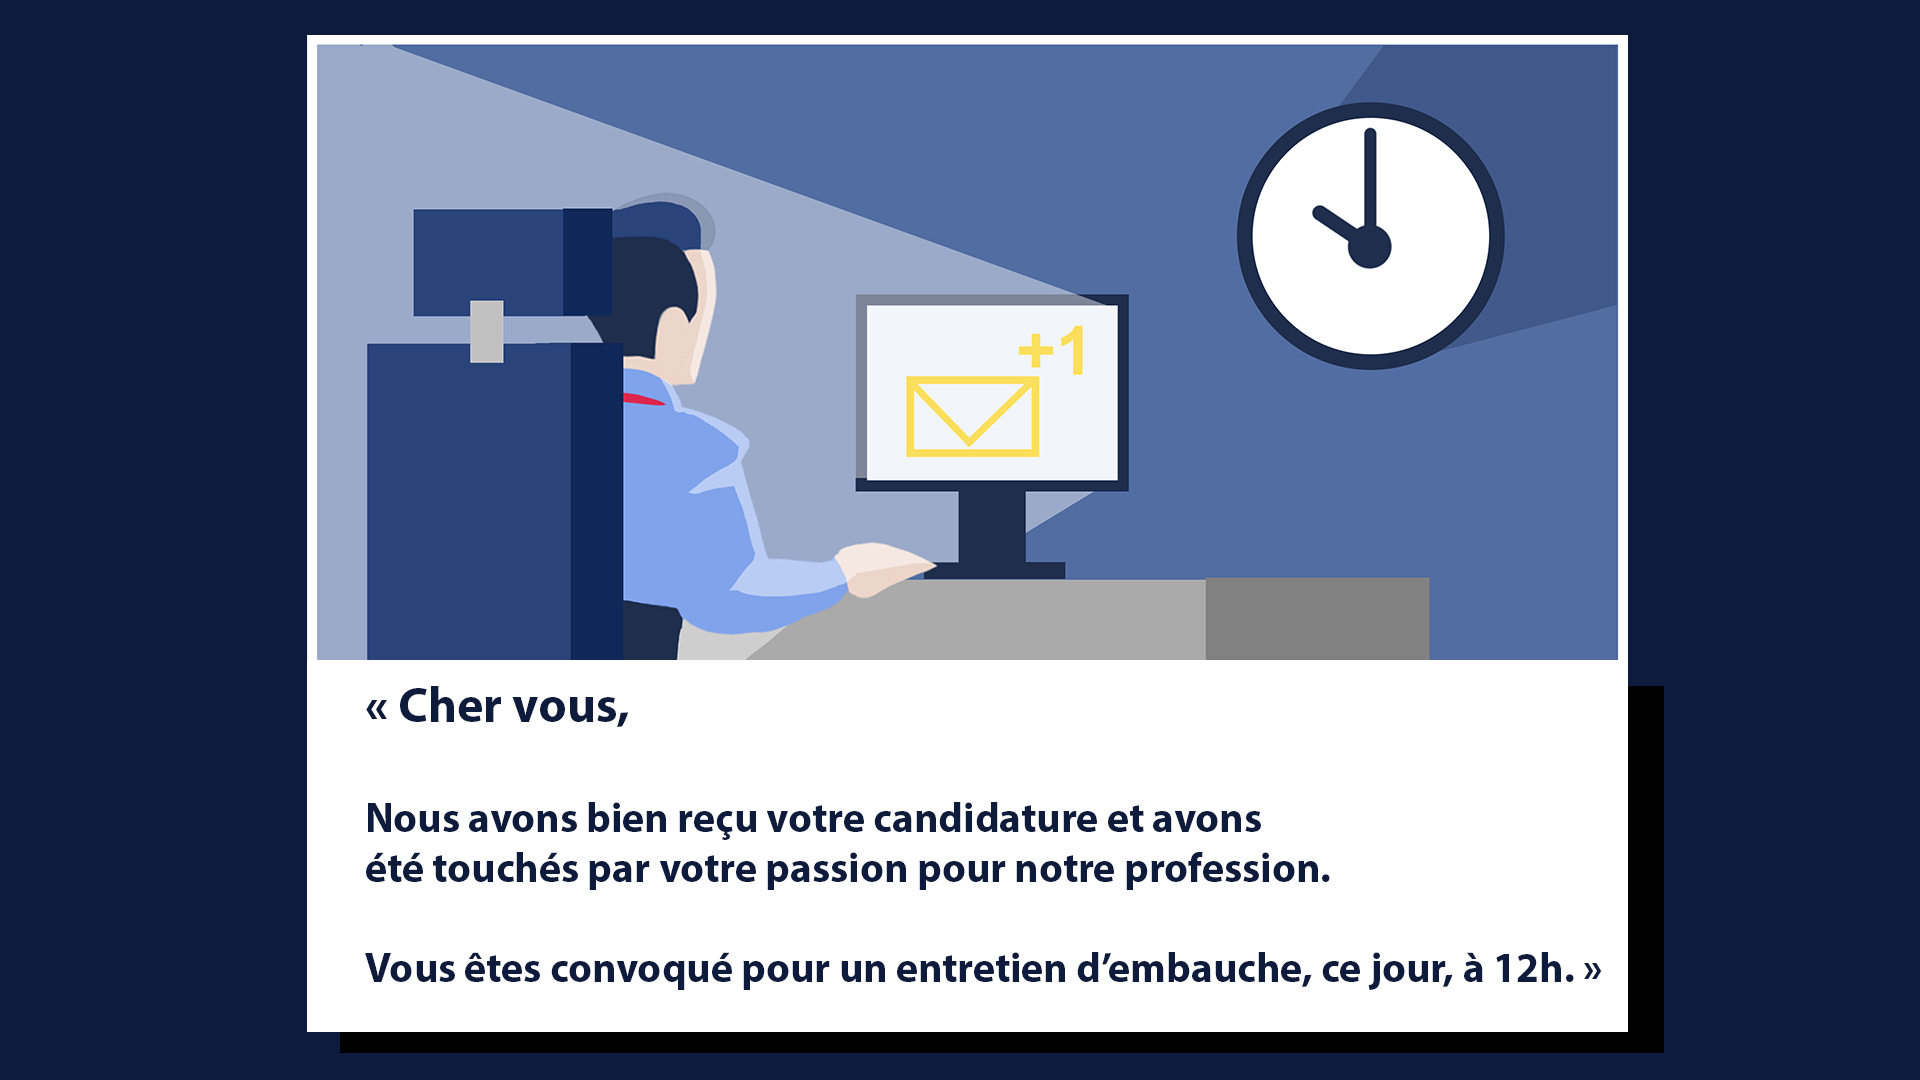 +1
« Cher vous,
Nous avons bien reçu votre candidature et avons
été touchés par votre passion pour notre profession.
Vous êtes convoqué pour un entretien d’embauche, ce jour, à 12h. »